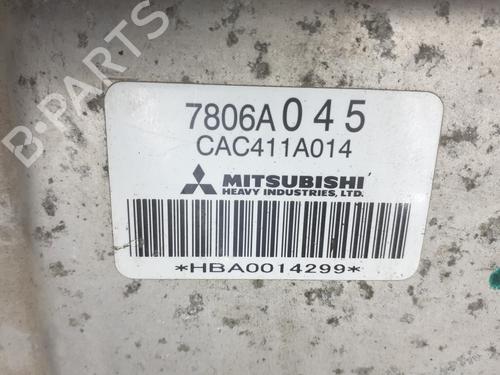 B-PARTS
7806A045
CAC411A014
MITSUBISHI
HEAVY INDUSTRIES, LTD.
*HBA0014299*